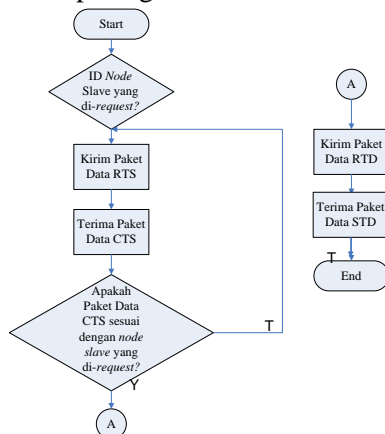 Start
ID Node
Slave yang
di-request?
Kirim Paket
Data RTS
Terima Paket
Data CTS
Apakah
Paket Data
CTS sesuai
dengan node
slave yang
di-request?
T
Y
A
A
Kirim Paket
Data RTD
Terima Paket
Data STD
T
End